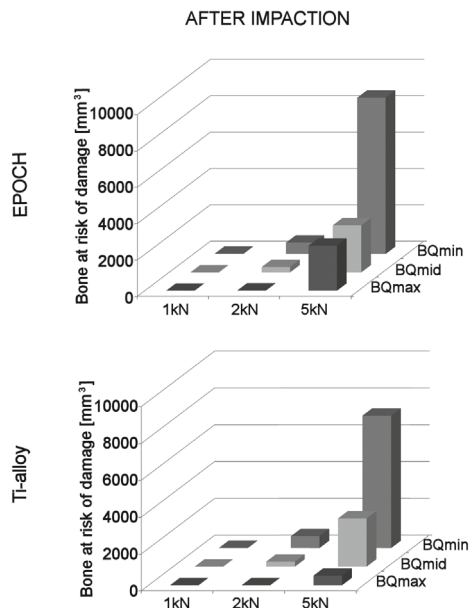 AFTER IMPACTION
EPOCH
Bone at risk of damage [mm³]
10000
8000
6000
4000
2000
0
1kN 2kN 5kN
BQmin
BQmid
BQmax
Ti-alloy
Bone at risk of damage [mm³]
10000
8000
6000
4000
2000
0
1kN 2kN 5kN
BQmin
BQmid
BQmax